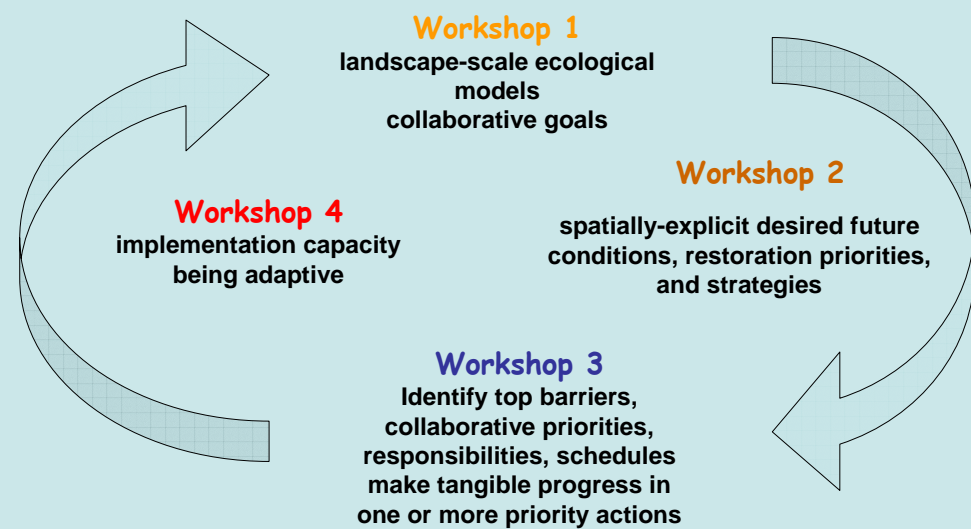 Workshop 1
landscape-scale ecological
models
collaborative goals
Workshop 2
spatially-explicit desired future
conditions, restoration priorities,
and strategies
Workshop 3
Identify top barriers,
collaborative priorities,
responsibilities, schedules
make tangible progress in
one or more priority actions
Workshop 4
implementation capacity
being adaptive